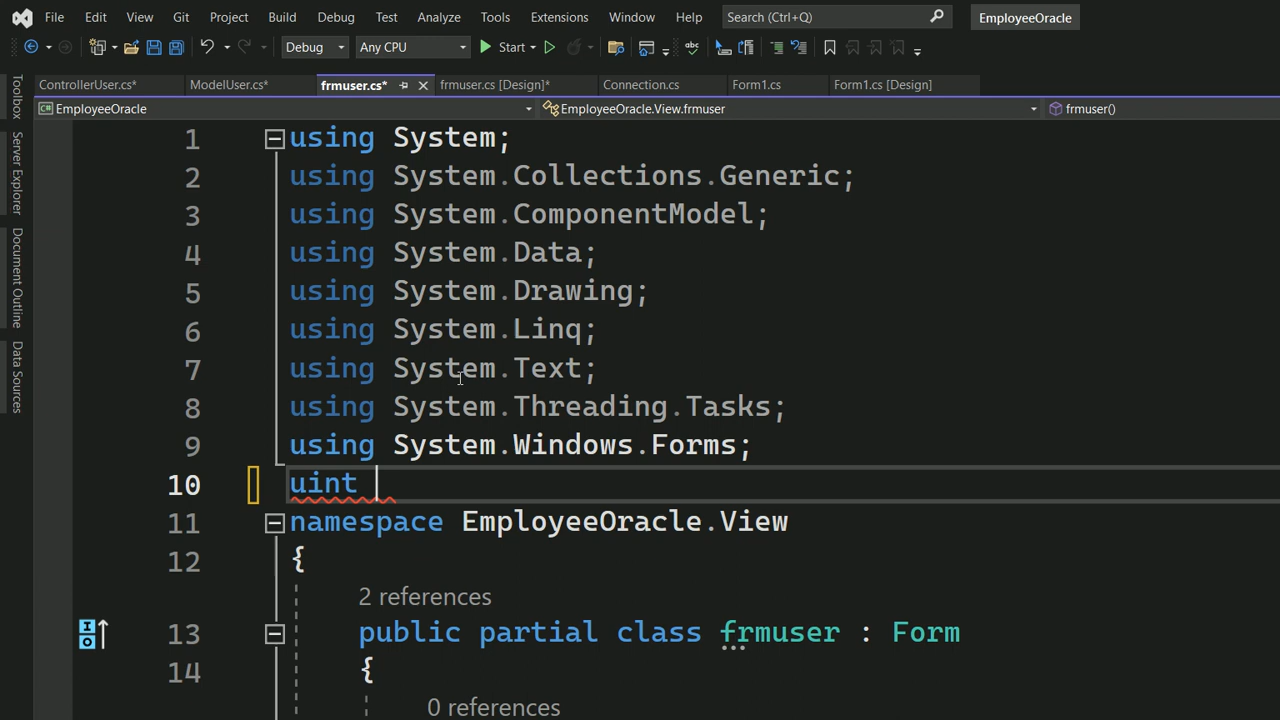 File Edit View Git Project Build Debug Test Analyze Tools Extensions Window Help Search (Ctrl+Q) EmployeeOracle
Debug Any CPU Start
ControllerUser.cs* ModelUser.cs* frmuser.cs* frmuser.cs [Design]* Connection.cs Form1.cs Form1.cs [Design]
EmployeeOracle EmployeeOracle.View.frmuser frmuser()
Toolbox
Server Explorer
Document Outline
Data Sources
1 using System;
2 using System.Collections.Generic;
3 using System.ComponentModel;
4 using System.Data;
5 using System.Drawing;
6 using System.Linq;
7 using System.Text;
8 using System.Threading.Tasks;
9 using System.Windows.Forms;
10 uint
11 namespace EmployeeOracle.View
12 {
2 references
13 public partial class frmuser : Form
14 {
0 references